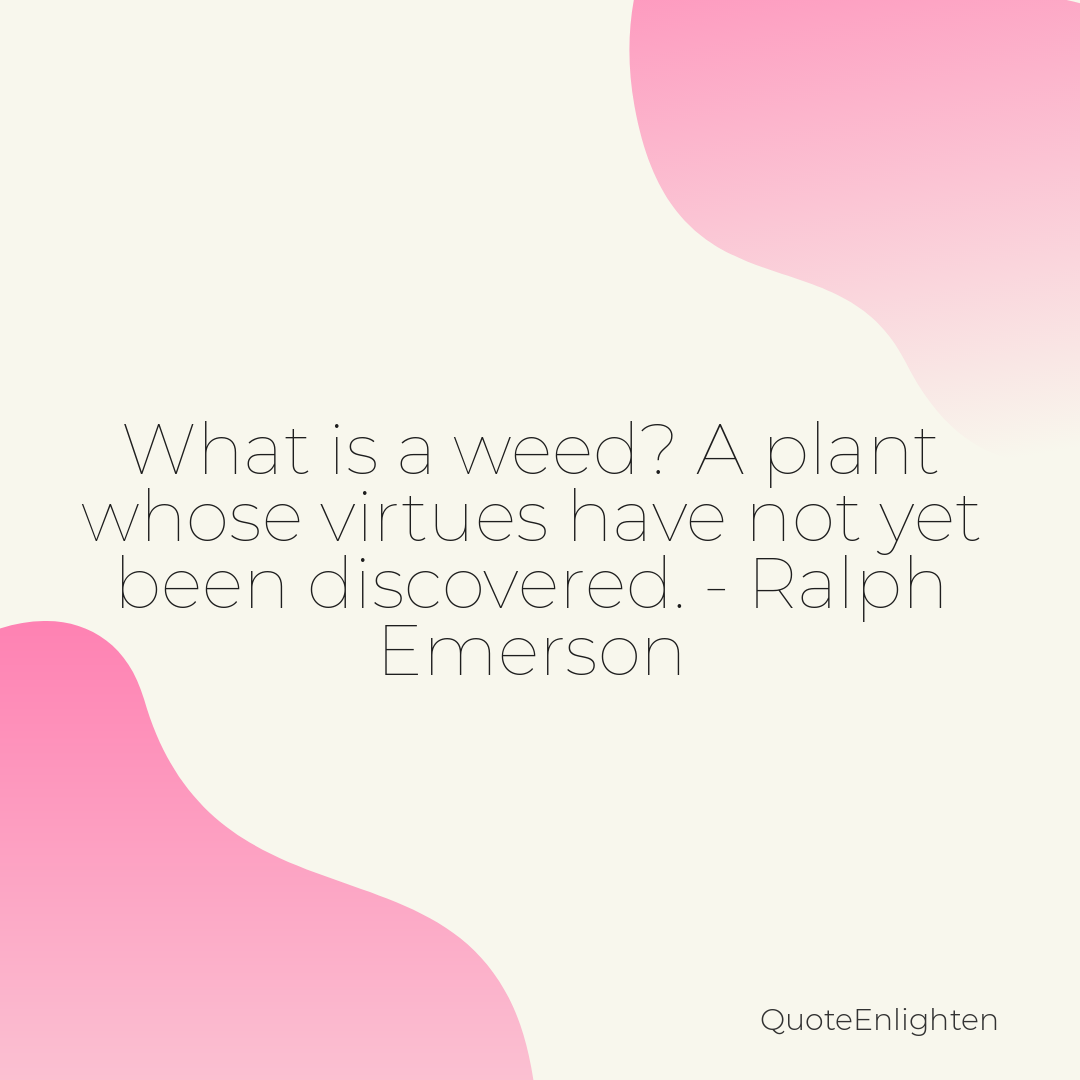 What is a weed? A plant
whose virtues have not yet
been discovered. - Ralph
Emerson
QuoteEnlighten